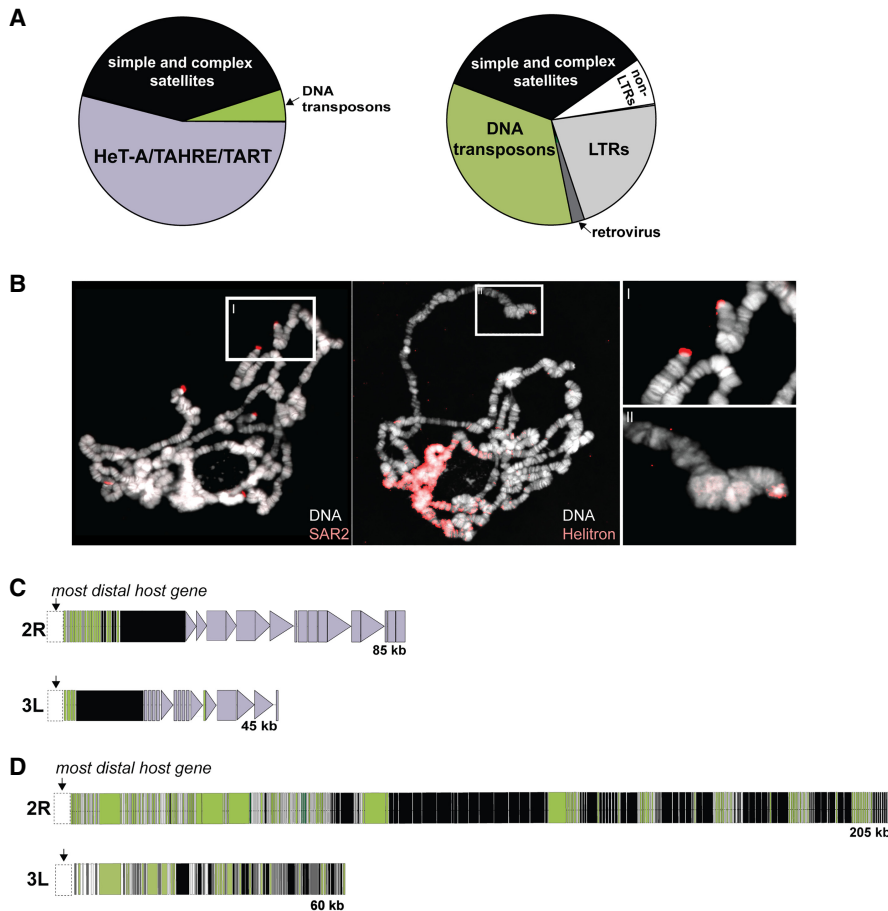 A
simple and complex
satellites
DNA
transposons
HeT-A/TAHRE/TART
simple and complex
satellites
non-
LTRs
DNA
transposons
LTRs
retrovirus
B
I
II
I
II
DNA
SAR2
DNA
Helitron
C
most distal host gene
2R
85 kb
3L
45 kb
D
most distal host gene
2R
205 kb
3L
60 kb